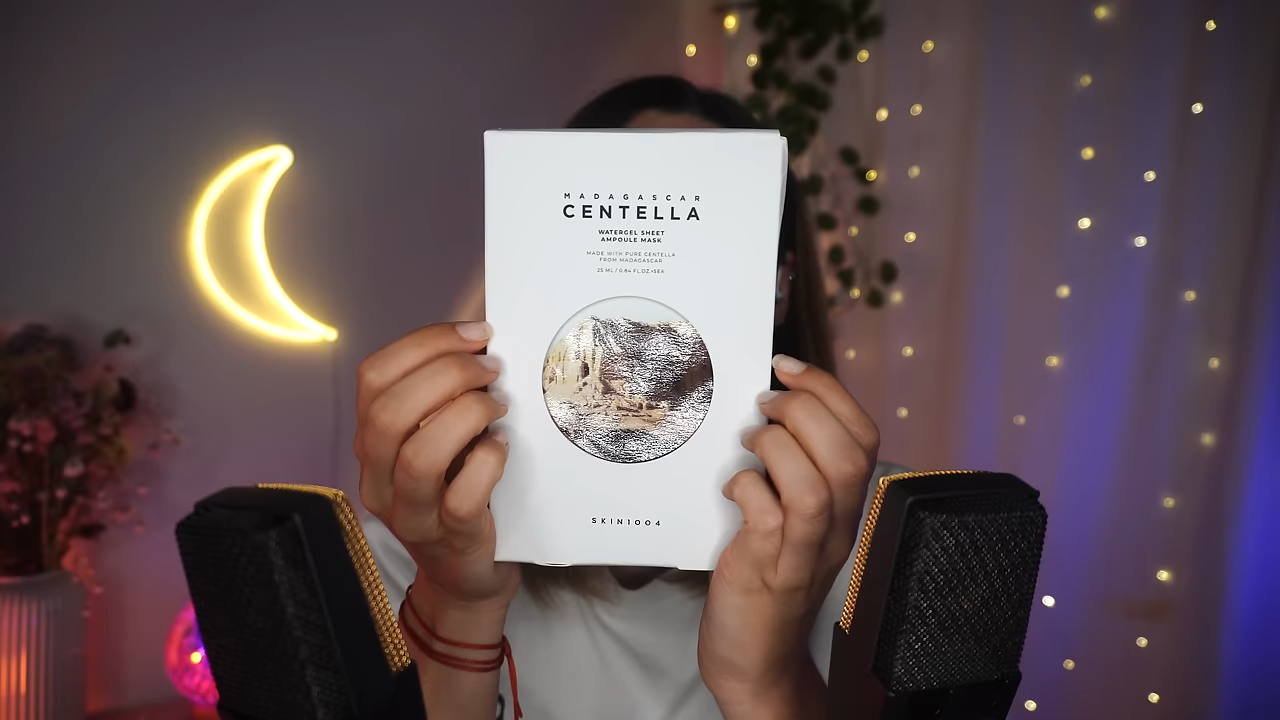 MADAGASCAR
CENTELLA
WATERGEL SHEET
AMPOULE MASK
MADE WITH PURE CENTELLA
FROM MADAGASCAR
25 ML / 0.84 FL.OZ.×5EA
SKIN1004